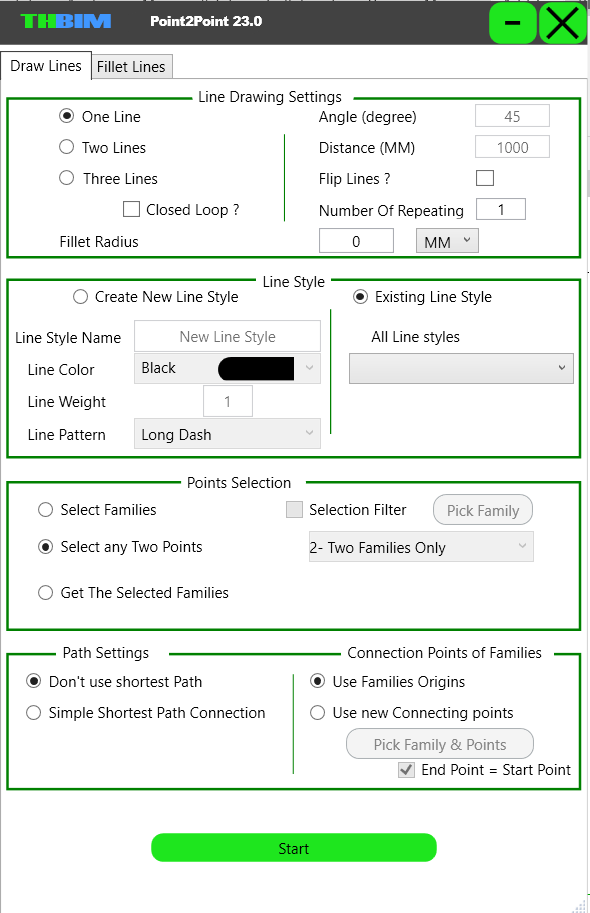 THBIM Point2Point 23.0
Draw Lines Fillet Lines
Line Drawing Settings
One Line Angle (degree) 45
Two Lines Distance (MM) 1000
Three Lines Flip Lines ?
Closed Loop ? Number Of Repeating 1
Fillet Radius 0 MM
Line Style
Create New Line Style Existing Line Style
Line Style Name New Line Style All Line styles
Line Color Black
Line Weight 1
Line Pattern Long Dash
Points Selection
Select Families Selection Filter Pick Family
Select any Two Points 2- Two Families Only
Get The Selected Families
Path Settings Connection Points of Families
Don't use shortest Path Use Families Origins
Simple Shortest Path Connection Use new Connecting points
Pick Family & Points
End Point = Start Point
Start